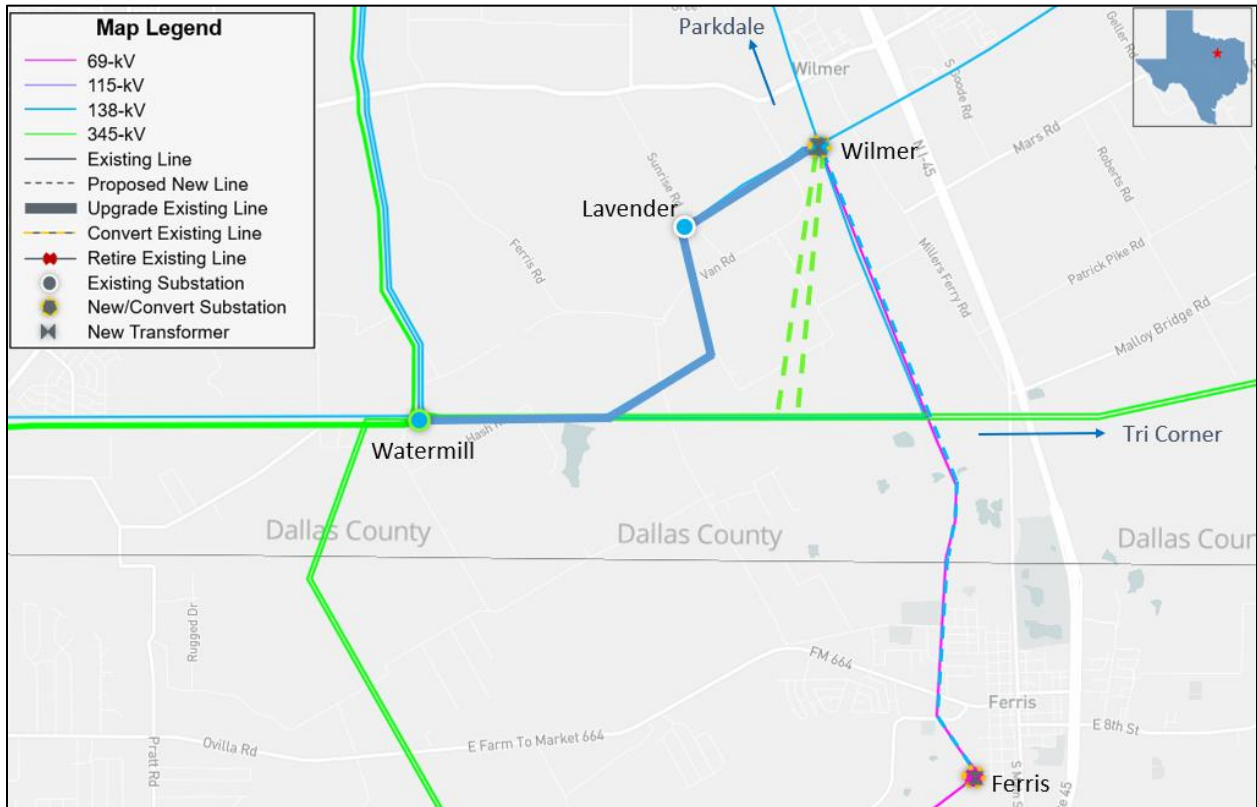 Map Legend
69-kV
115-kV
138-kV
345-kV
Existing Line
Proposed New Line
Upgrade Existing Line
Convert Existing Line
Retire Existing Line
Existing Substation
New/Convert Substation
New Transformer
Parkdale
Wilmer
Geller Rd
S Goode Rd
N I-45
Mars Rd
Roberts Rd
Wilmer
Sunrise Rd
Lavender
Ferris Rd
Van Rd
Millers Ferry Rd
Patrick Pike Rd
Malloy Bridge Rd
Hash
Watermill
Tri Corner
Dallas County
Dallas County
Dallas Coun
Rugged Dr
FM 664
Ferris
E 8th St
Ovilla Rd
E Farm To Market 664
Pratt Rd
S Main S
Ferris